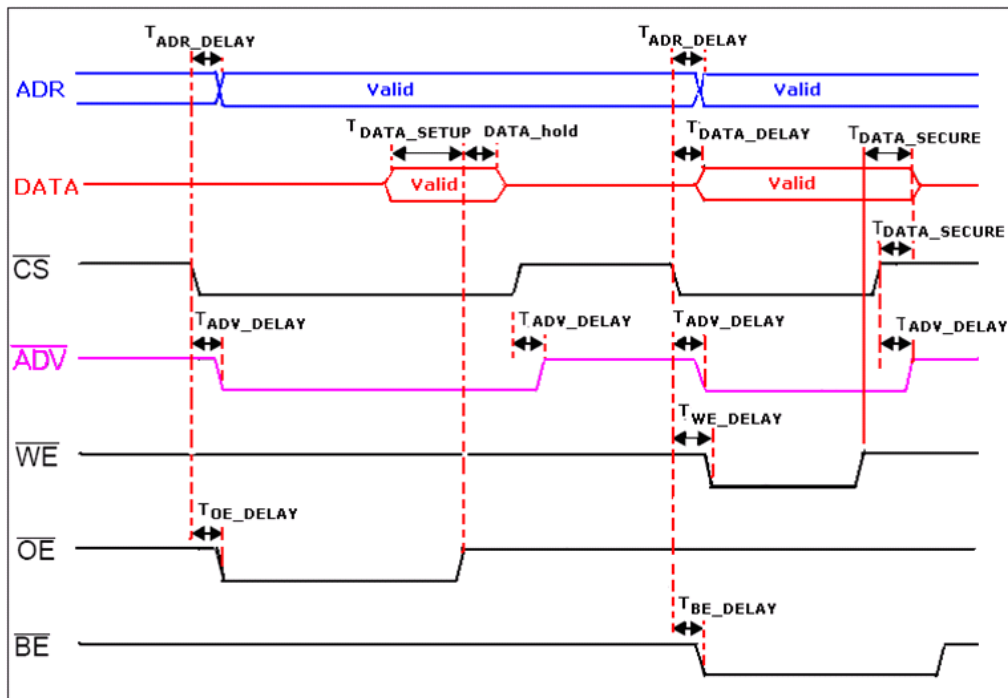 TADR_DELAY TADR_DELAY
ADR Valid Valid
TDATA_SETUP DATA_hold TDATA_DELAY TDATA_SECURE
DATA Valid Valid
TDATA_SECURE
CS
TADV_DELAY TADV_DELAY TADV_DELAY TADV_DELAY
ADV
TWE_DELAY
WE
TOE_DELAY
OE
TBE_DELAY
BE